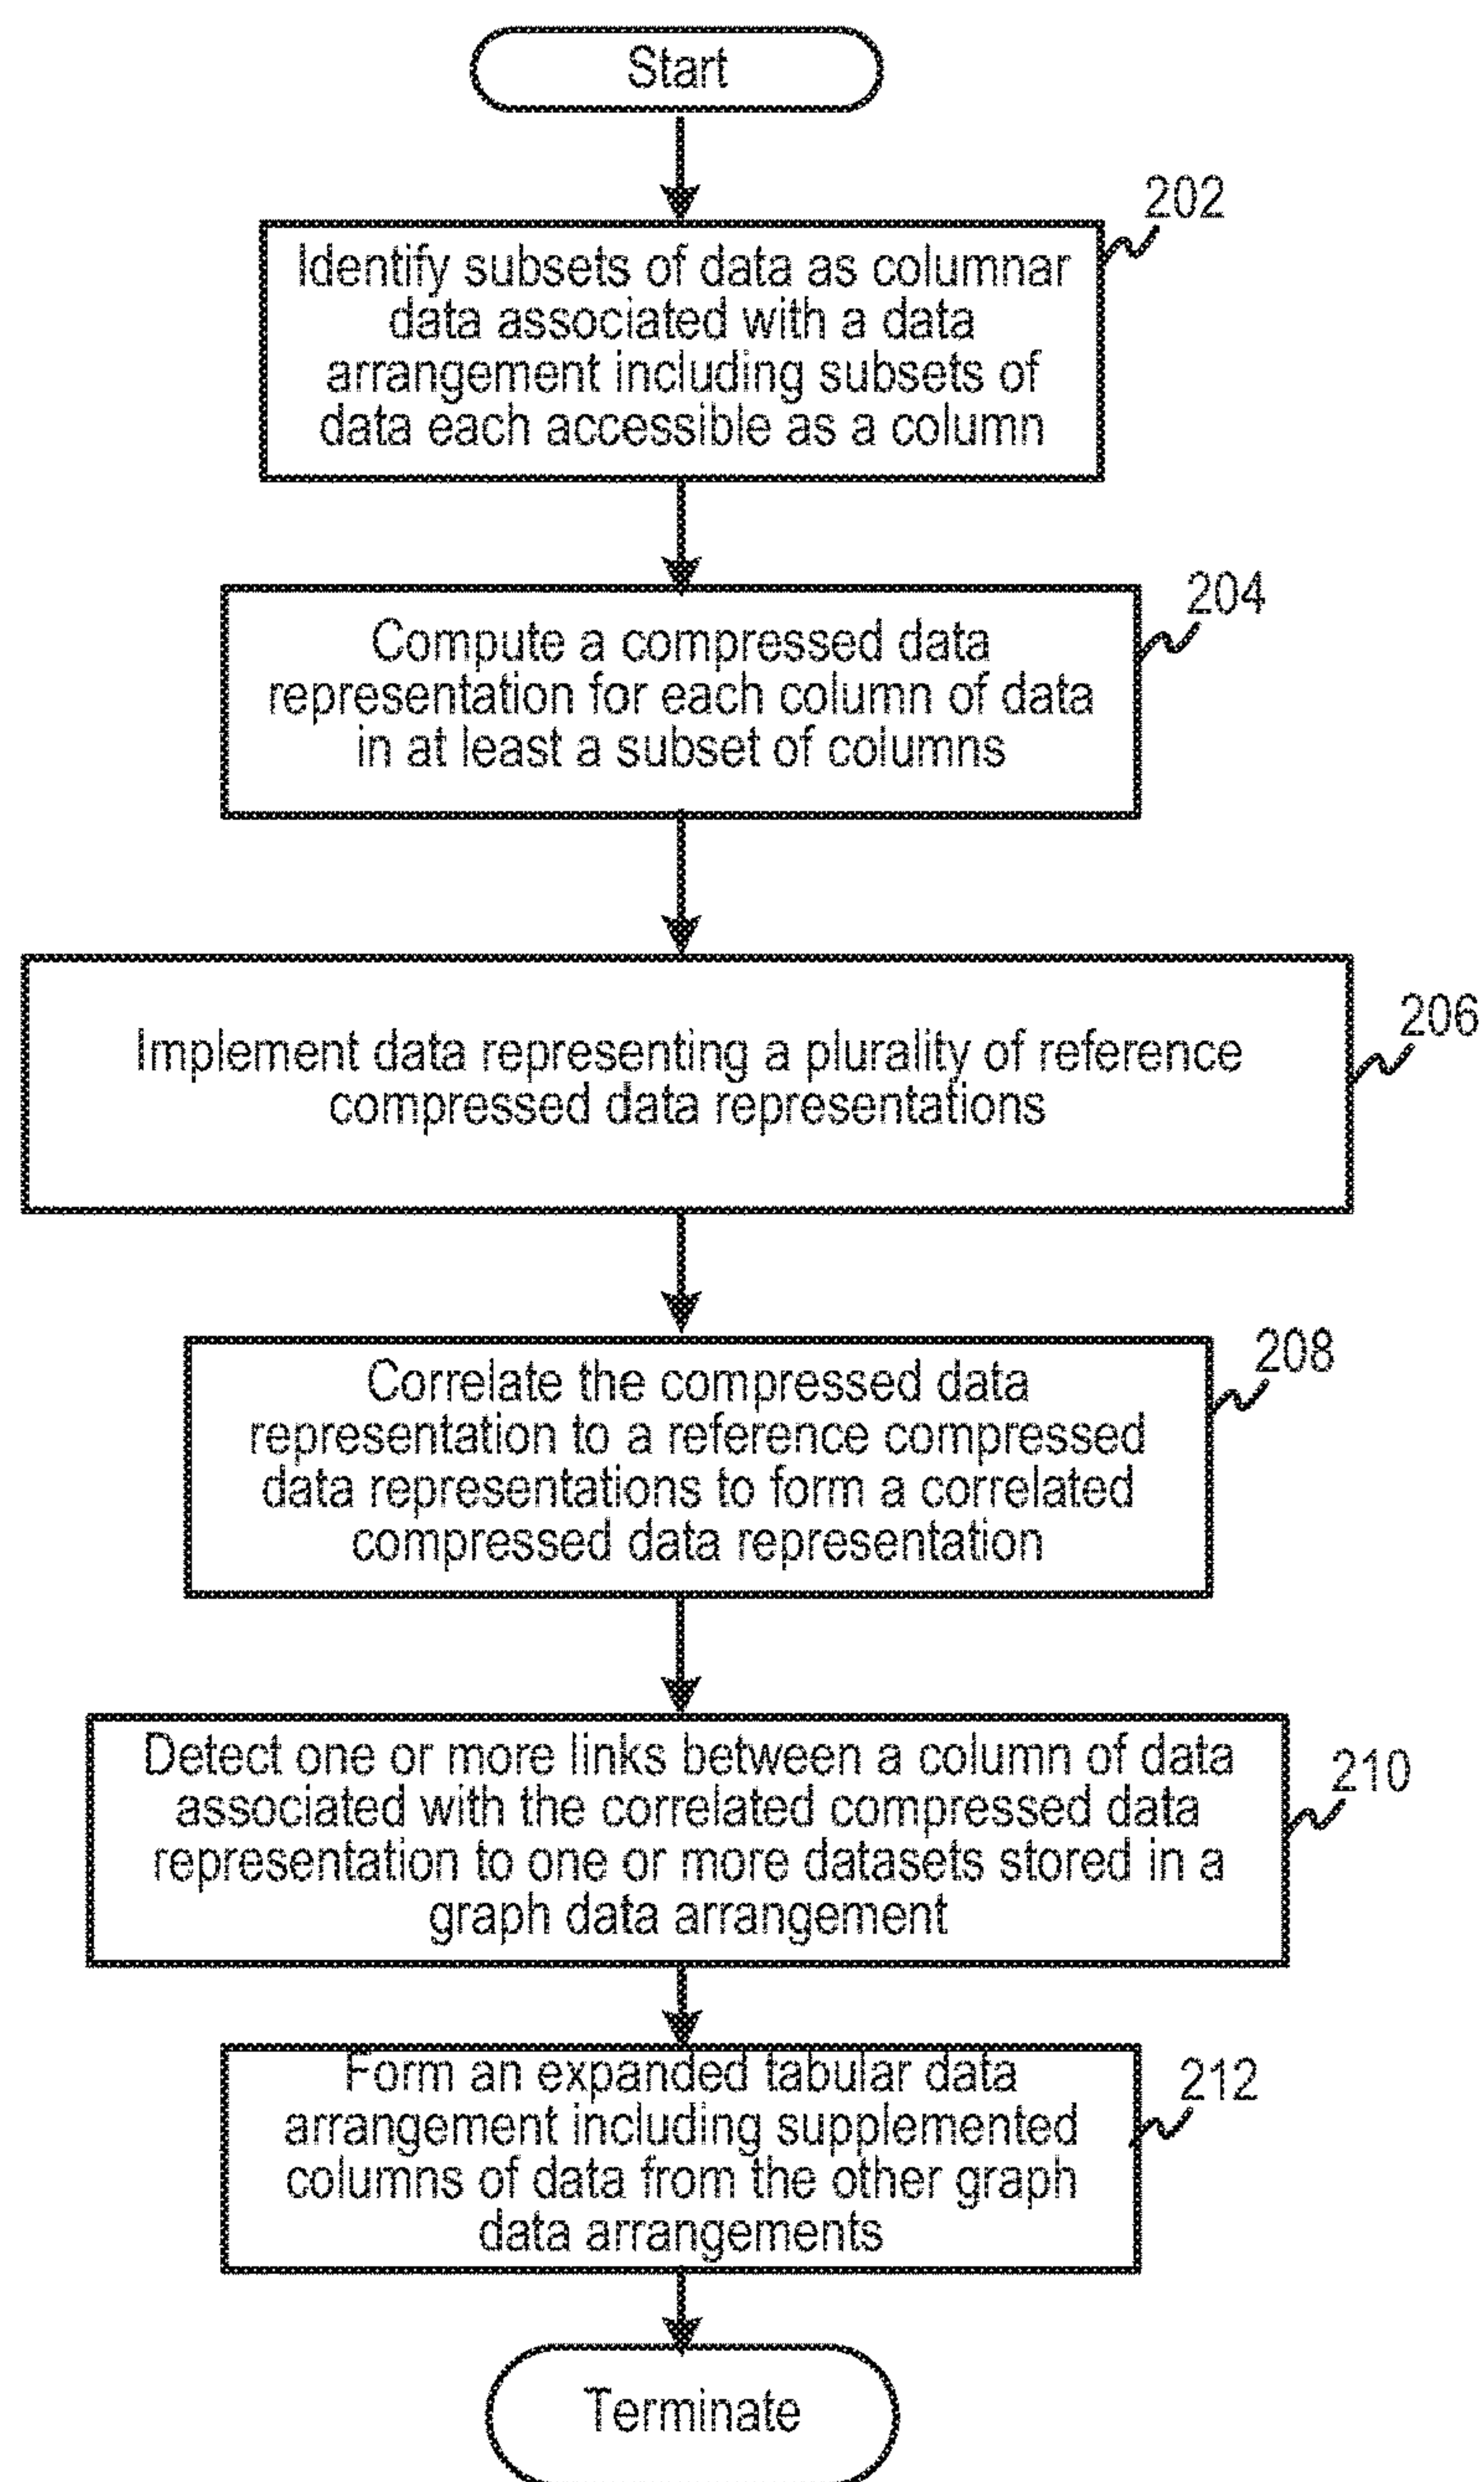 Start
202
Identify subsets of data as columnar
data associated with a data
arrangement including subsets of
data each accessible as a column
204
Compute a compressed data
representation for each column of data
in at least a subset of columns
206
Implement data representing a plurality of reference
compressed data representations
208
Correlate the compressed data
representation to a reference compressed
data representations to form a correlated
compressed data representation
210
Detect one or more links between a column of data
associated with the correlated compressed data
representation to one or more datasets stored in a
graph data arrangement
212
Form an expanded tabular data
arrangement including supplemented
columns of data from the other graph
data arrangements
Terminate